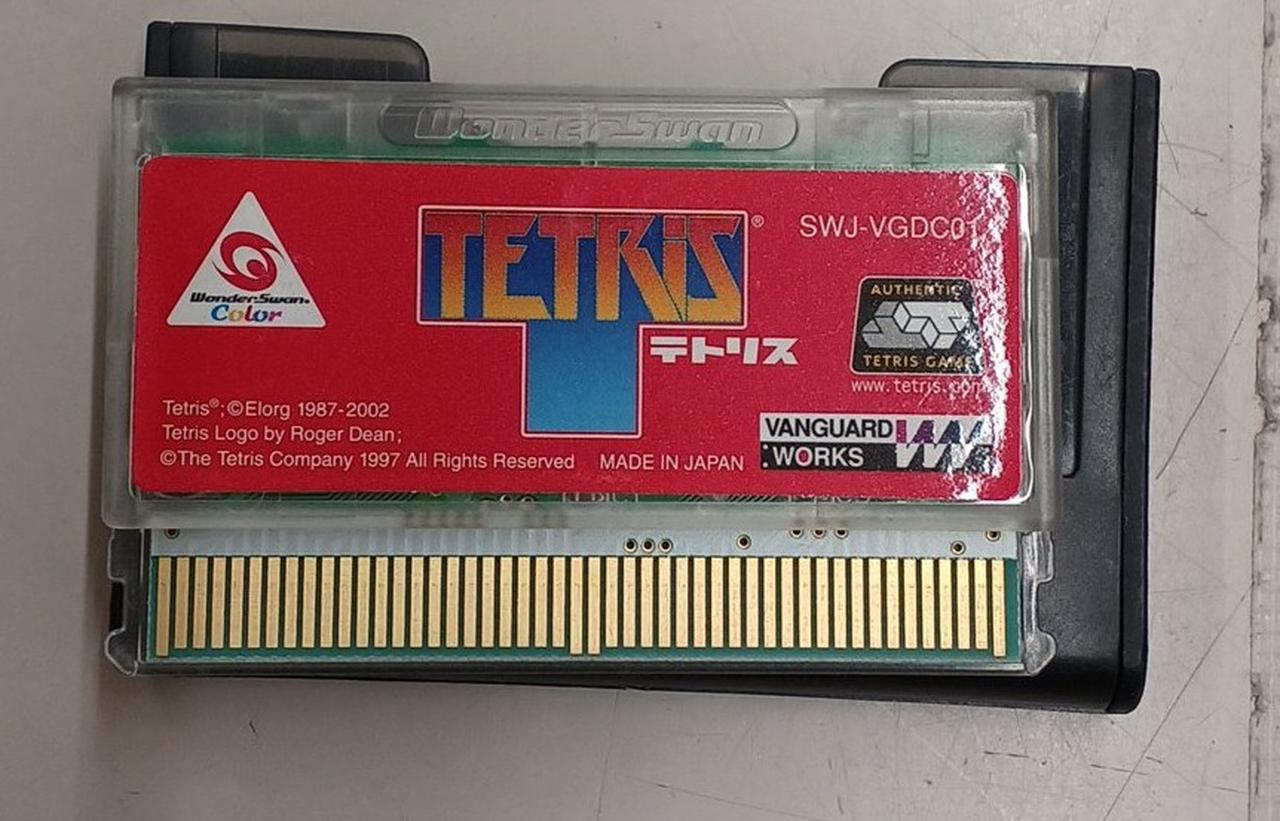 WonderSwan
TETRIS®
テトリス
SWJ-VGDC01
WonderSwan
Color
AUTHENTIC
TETRIS GAME
www.tetris.com
Tetris®;©Elorg 1987-2002
Tetris Logo by Roger Dean;
©The Tetris Company 1997 All Rights Reserved
MADE IN JAPAN
VANGUARD
WORKS